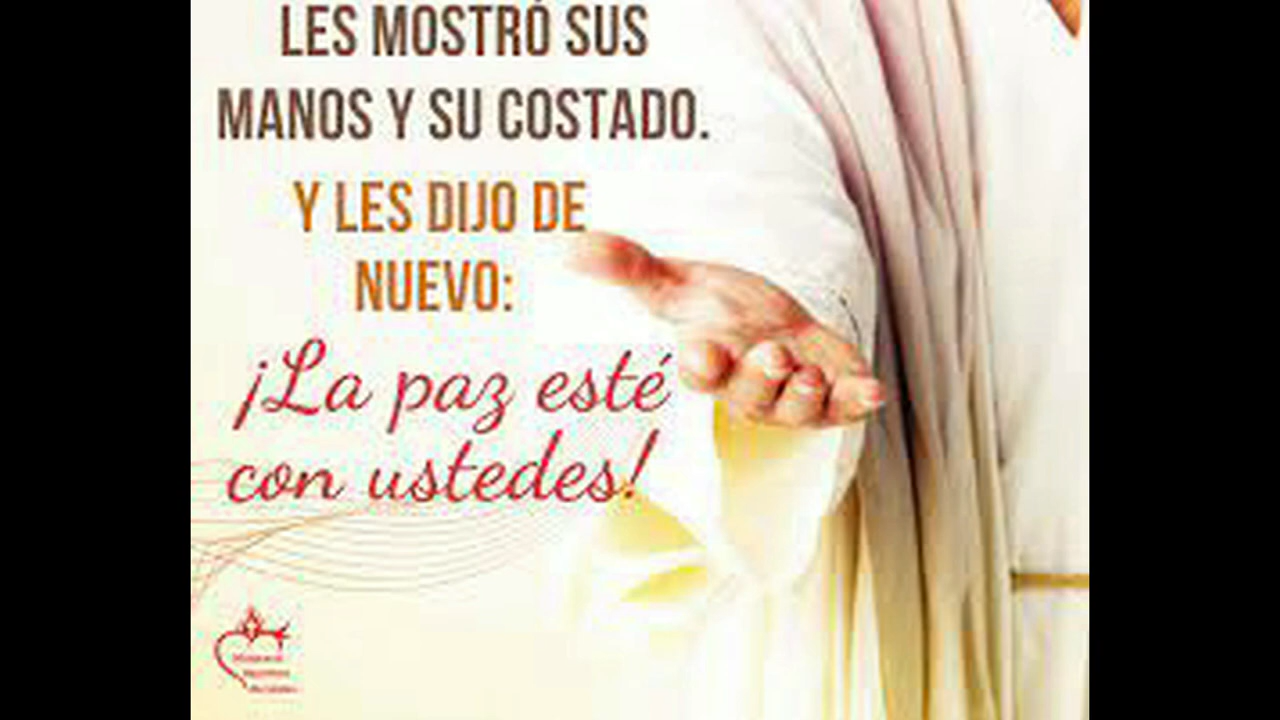 LES MOSTRÓ SUS
MANOS Y SU COSTADO.
Y LES DIJO DE
NUEVO:
¡La paz esté
con ustedes!